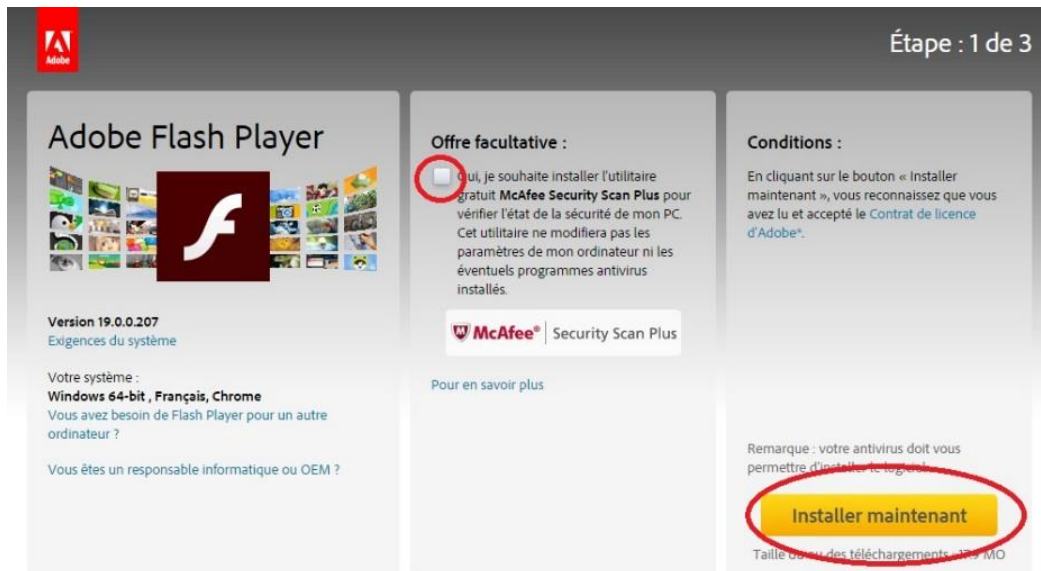 Adobe
Étape : 1 de 3
Adobe Flash Player
Version 19.0.0.207
Exigences du système
Votre système :
Windows 64-bit , Français, Chrome
Vous avez besoin de Flash Player pour un autre
ordinateur ?
Vous êtes un responsable informatique ou OEM ?
Offre facultative :
Oui, je souhaite installer l'utilitaire
gratuit McAfee Security Scan Plus pour
vérifier l'état de la sécurité de mon PC.
Cet utilitaire ne modifiera pas les
paramètres de mon ordinateur ni les
éventuels programmes antivirus
installés.
McAfee® Security Scan Plus
Pour en savoir plus
Conditions :
En cliquant sur le bouton « Installer
maintenant », vous reconnaissez que vous
avez lu et accepté le Contrat de licence
d'Adobe*.
Remarque : votre antivirus doit vous
permettre d'installer le logiciel.
Installer maintenant
Taille du ou des téléchargements : 17.9 MO